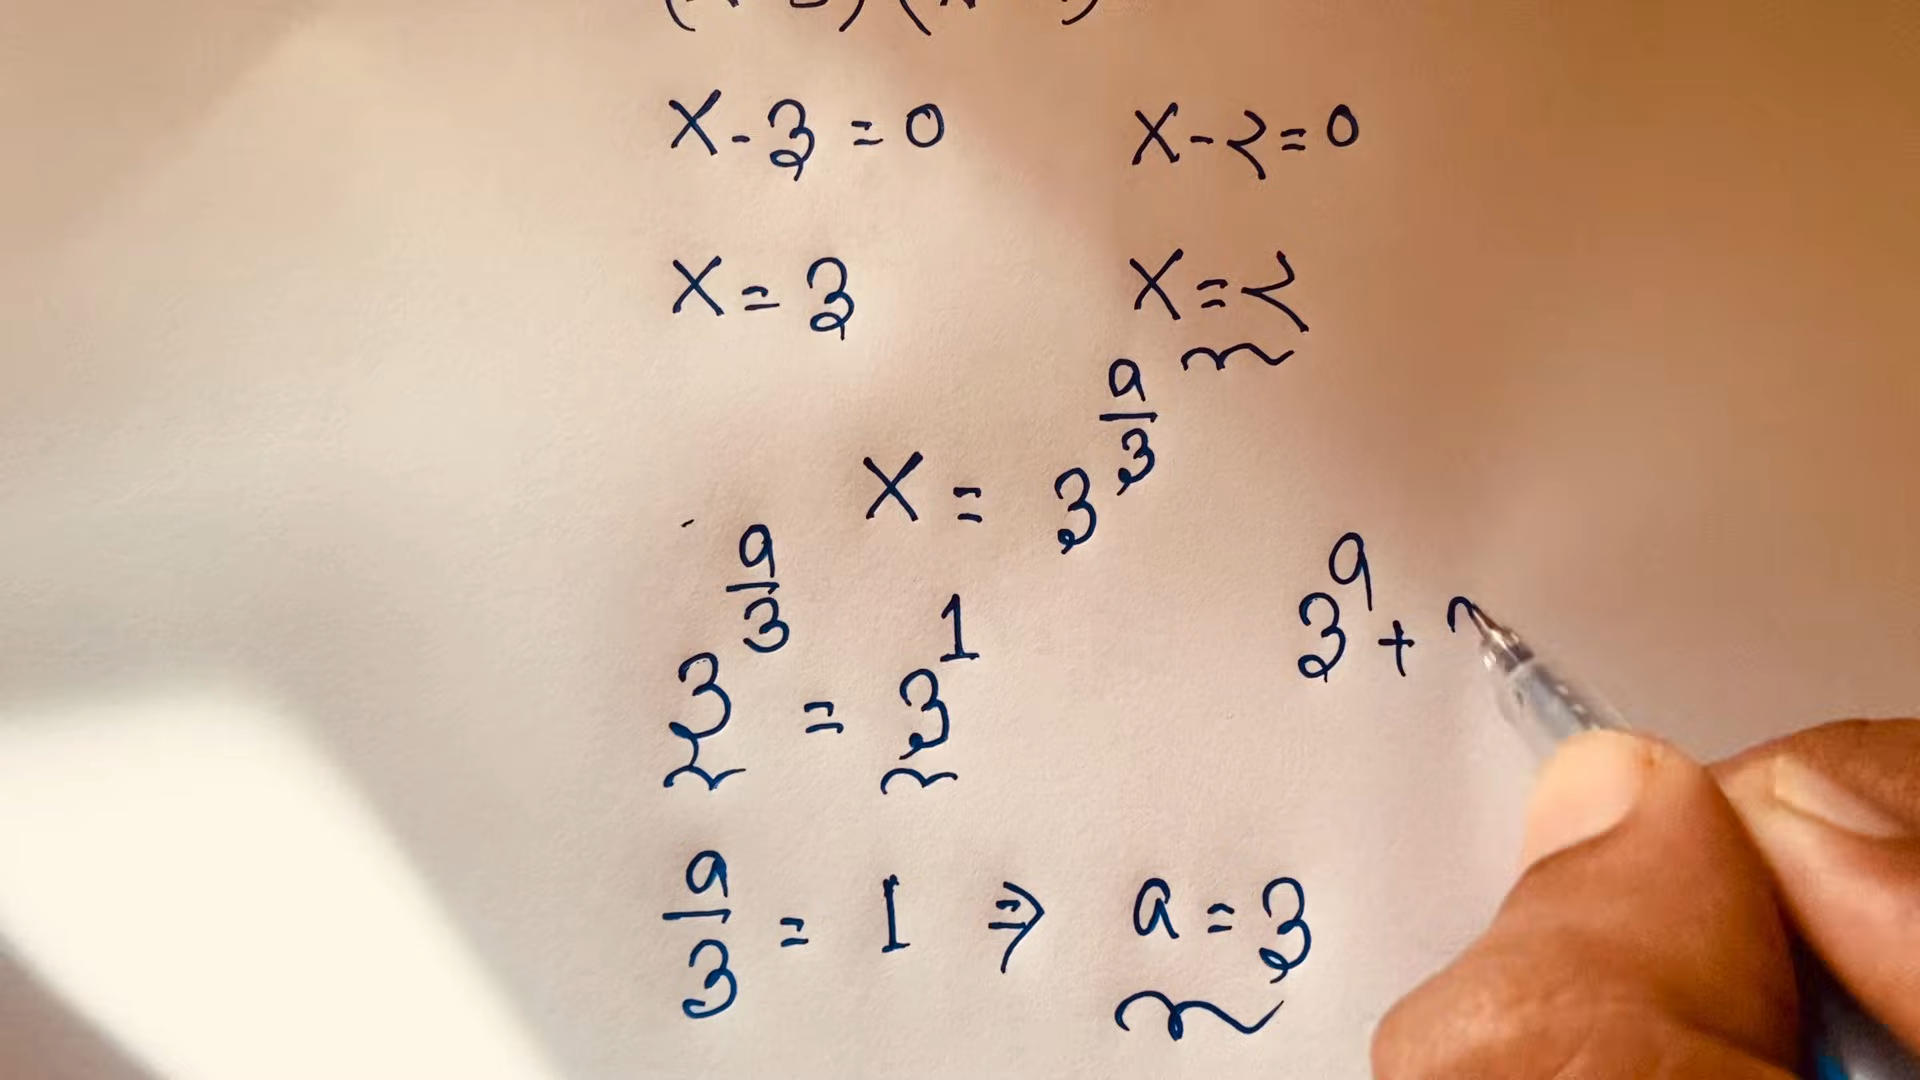 x - 3 = 0    x - 2 = 0
x = 3    x = 2
x = 3^(a/3)
3^(a/3) = 3^1    3^a +
a/3 = 1 ⇒ a = 3